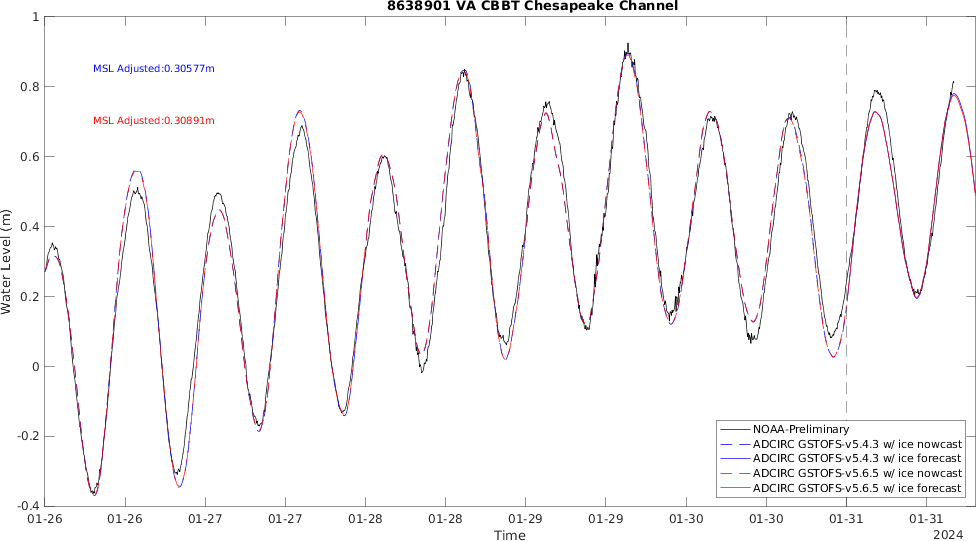 8638901 VA CBBT Chesapeake Channel
1
0.8
0.6
0.4
0.2
0
-0.2
-0.4
Water Level (m)
MSL Adjusted:0.30577m
MSL Adjusted:0.30891m
NOAA-Preliminary
ADCIRC GSTOFS-v5.4.3 w/ ice nowcast
ADCIRC GSTOFS-v5.4.3 w/ ice forecast
ADCIRC GSTOFS-v5.6.5 w/ ice nowcast
ADCIRC GSTOFS-v5.6.5 w/ ice forecast
01-26 01-26 01-27 01-27 01-28 01-28 01-29 01-29 01-30 01-30 01-31 01-31
Time
2024